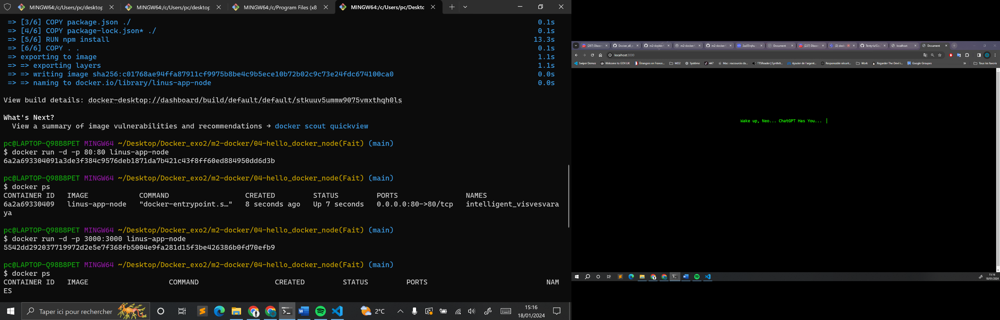 MINGW64:/c/Users/pc/desktop
MINGW64:/c/Users/pc/desktop
MINGW64:/c/Program Files (x8
MINGW64:/c/Users/pc/Deskto
=> [3/6] COPY package.json ./ 0.1s
=> [4/6] COPY package-lock.json* ./ 0.1s
=> [5/6] RUN npm install 13.3s
=> [6/6] COPY . . 0.1s
=> exporting to image 1.1s
=> => exporting layers 1.1s
=> => writing image sha256:c01768ae94ffa87911cf9975b8be4c9b5ece10b72b02c9c73e24fdc674100ca0 0.0s
=> => naming to docker.io/library/linus-app-node 0.0s
View build details: docker-desktop://dashboard/build/default/default/stkuuv5ummw9075vmxthqh0ls
What's Next?
View a summary of image vulnerabilities and recommendations → docker scout quickview
pc@LAPTOP-Q98B8PET MINGW64 ~/Desktop/Docker_exo2/m2-docker/04-hello_docker_node(Fait) (main)
$ docker run -d -p 80:80 linus-app-node
6a2a693304091a3de3f384c9576deb1871da7b421c43f8ff60ed884950dd6d3b
pc@LAPTOP-Q98B8PET MINGW64 ~/Desktop/Docker_exo2/m2-docker/04-hello_docker_node(Fait) (main)
$ docker ps
CONTAINER ID IMAGE COMMAND CREATED STATUS PORTS NAMES
6a2a69330409 linus-app-node "docker-entrypoint.s…" 8 seconds ago Up 7 seconds 0.0.0.0:80->80/tcp intelligent_visvesvara
ya
pc@LAPTOP-Q98B8PET MINGW64 ~/Desktop/Docker_exo2/m2-docker/04-hello_docker_node(Fait) (main)
$ docker run -d -p 3000:3000 linus-app-node
5542dd292037719972d2e5e7f368fb5004e9fa281d15f3be426386b0fd70efb9
pc@LAPTOP-Q98B8PET MINGW64 ~/Desktop/Docker_exo2/m2-docker/04-hello_docker_node(Fait) (main)
$ docker ps
CONTAINER ID IMAGE COMMAND CREATED STATUS PORTS NAM
ES
Taper ici pour rechercher
2°C
15:16
18/01/2024
(297) Discor
Docker_all_e
m2-docker/
m2-docker/
m2-docker/
3zz55rqhu -
Document
(237) Discor
(2) docke
Tentyris/Cou
localhost
Document
localhost:3000
Swiper Demos
Welcome to GOV.UK
Étrangers en France...
MD2
Système
447
Mac : raccourcis cla...
TTSReader | Synthét...
Ajouter de l'argent...
Responsable sécurit...
Work
Regarder The Devil i...
Google Groupes
»
Tous les favoris
Wake up, Neo... ChatGPT Has You...
15:16
18/01/2024